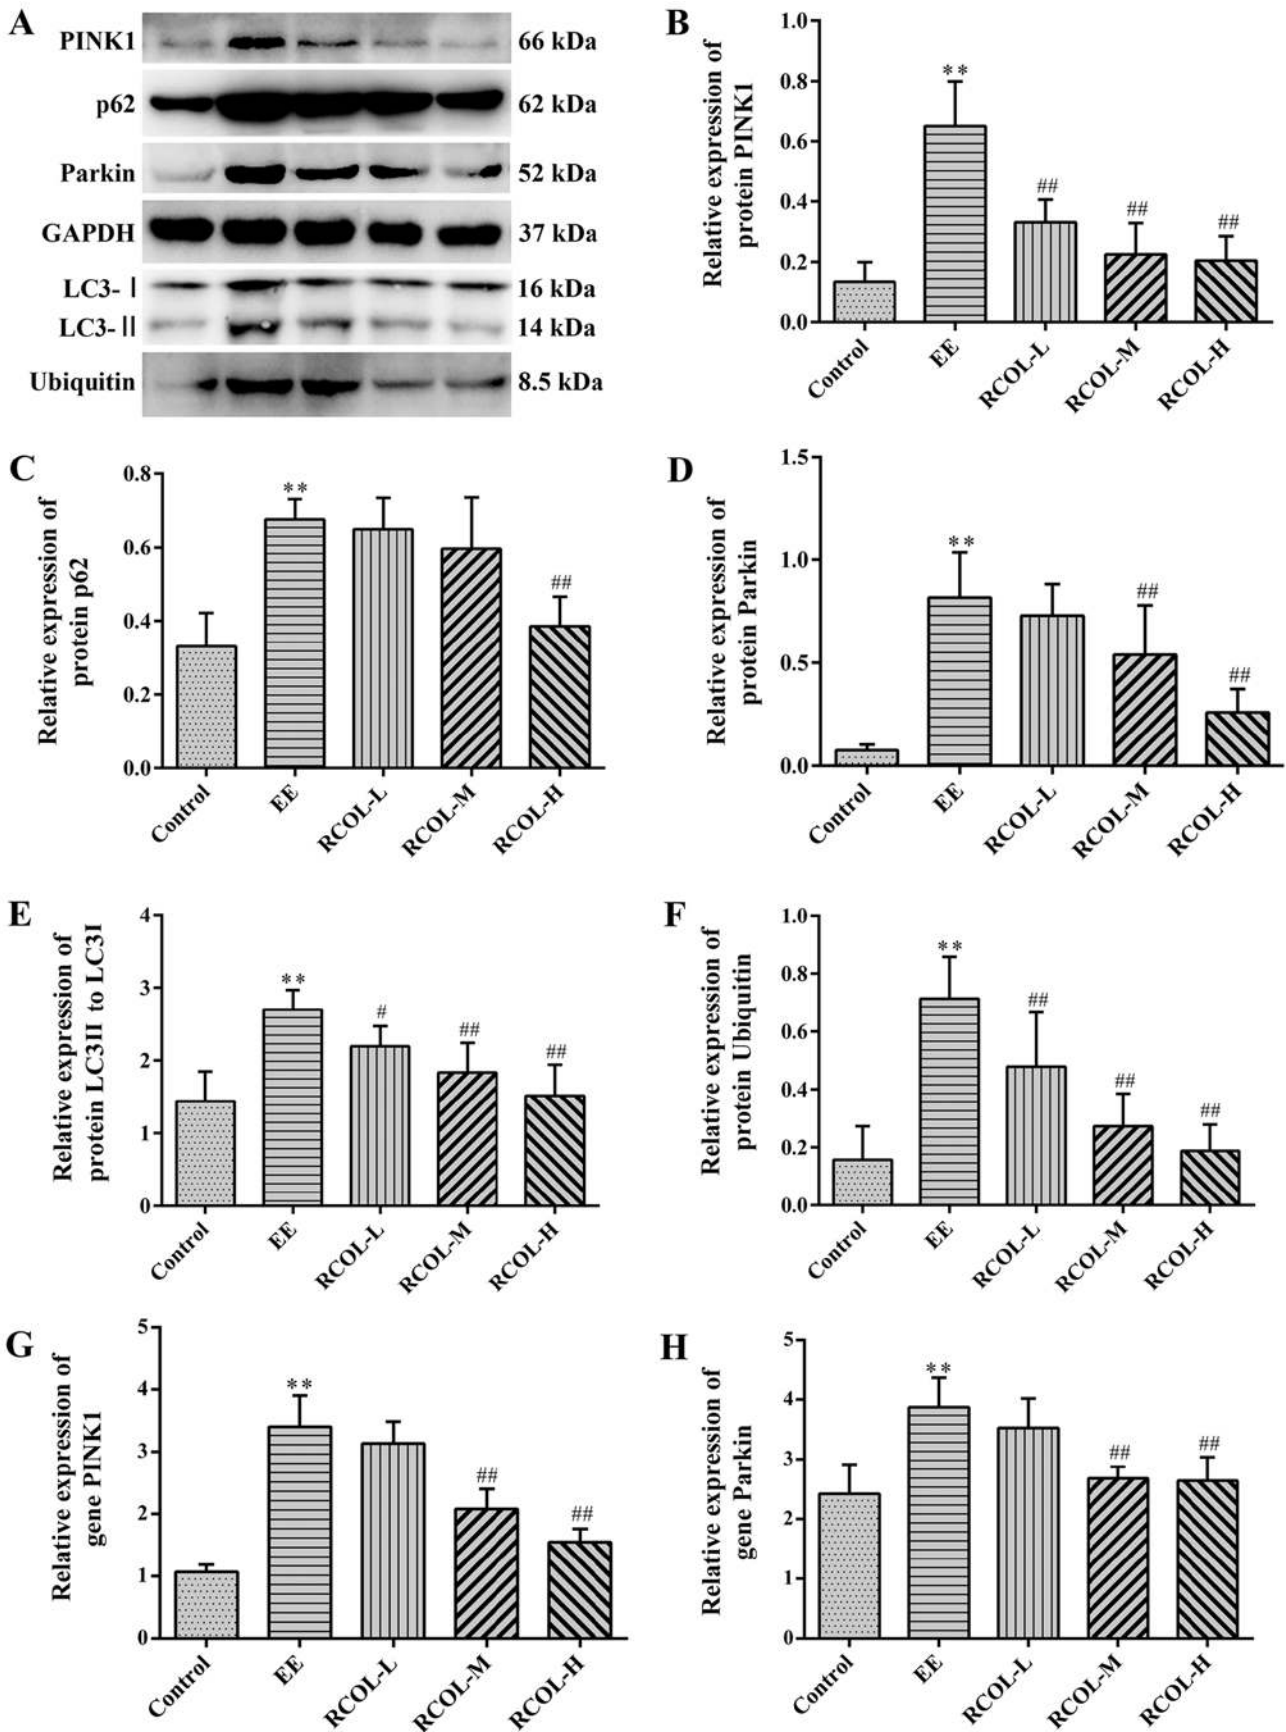 A
PINK1 66 kDa
p62 62 kDa
Parkin 52 kDa
GAPDH 37 kDa
LC3- Ⅰ 16 kDa
LC3- Ⅱ 14 kDa
Ubiquitin 8.5 kDa
B
Relative expression of
protein PINK1
1.0
0.8
0.6
0.4
0.2
0.0
**
##
##
##
Control
EE
RCOL-L
RCOL-M
RCOL-H
C
Relative expression of
protein p62
0.8
0.6
0.4
0.2
0.0
**
##
Control
EE
RCOL-L
RCOL-M
RCOL-H
D
Relative expression of
protein Parkin
1.5
1.0
0.5
0.0
**
##
##
Control
EE
RCOL-L
RCOL-M
RCOL-H
E
Relative expression of
protein LC3II to LC3I
4
3
2
1
0
**
#
##
##
Control
EE
RCOL-L
RCOL-M
RCOL-H
F
Relative expression of
protein Ubiquitin
1.0
0.8
0.6
0.4
0.2
0.0
**
##
##
##
Control
EE
RCOL-L
RCOL-M
RCOL-H
G
Relative expression of
gene PINK1
5
4
3
2
1
0
**
##
##
Control
EE
RCOL-L
RCOL-M
RCOL-H
H
Relative expression of
gene Parkin
5
4
3
2
1
0
**
##
##
Control
EE
RCOL-L
RCOL-M
RCOL-H